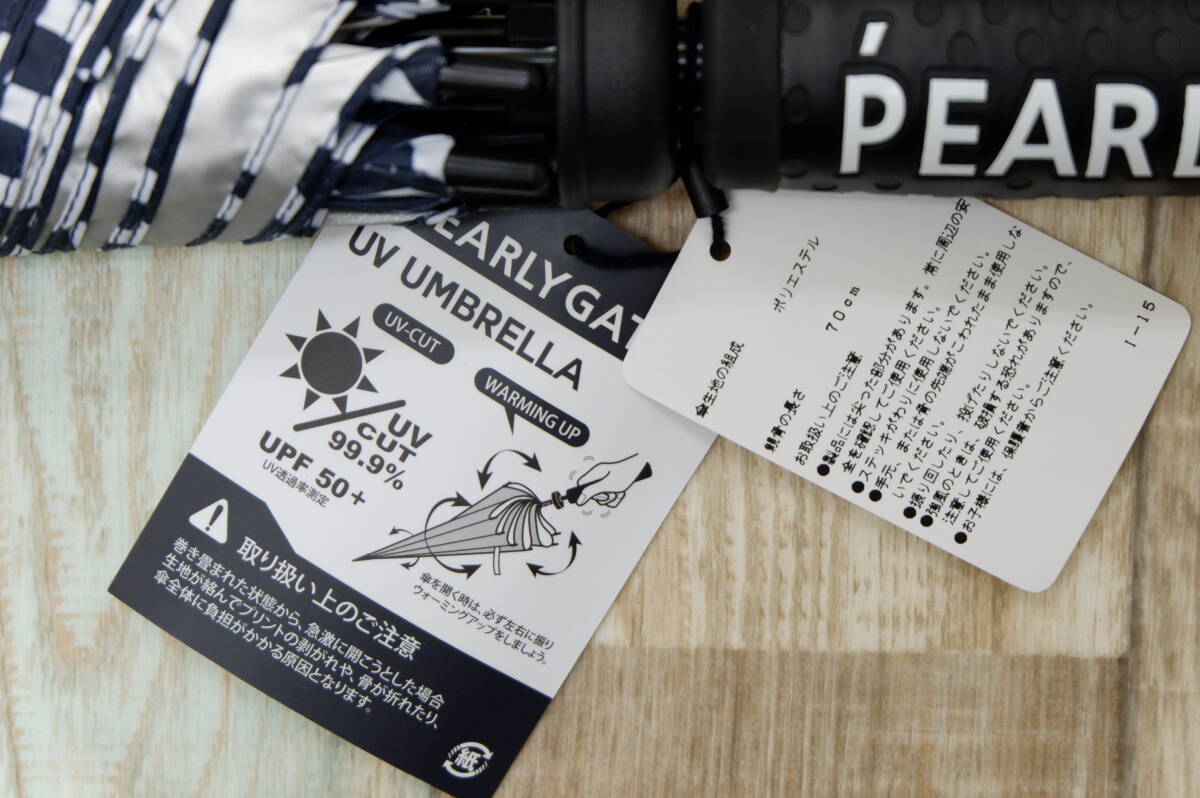 ṔEARL
PEARLY GAT
UV UMBRELLA
UV-CUT
UV
CUT
99.9%
UPF 50+
UV透過率測定
WARMING UP
傘を開く時は、必ず左右に振り
ウォーミングアップをしましょう。
取り扱い上のご注意
巻き畳まれた状態から、急激に開こうとした場合
生地が絡んでプリントの剥がれや、骨が折れたり、
傘全体に負担がかかる原因となります。
紙
傘生地の組成
ポリエステル
親骨の長さ
70cm
お取扱い上のご注意
●製品には尖った部分があります。常に周辺の安
全を確認してご使用ください。
●ステッキがわりに使用しないでください。
●手元、または骨の先端がこわれたまま使用しな
いでください。
●振り回したり、投げたりしないでください。
●強風のときは、破損する恐れがありますので、
注意してご使用ください。
●お子様には、保護者からご注意ください。
I-15